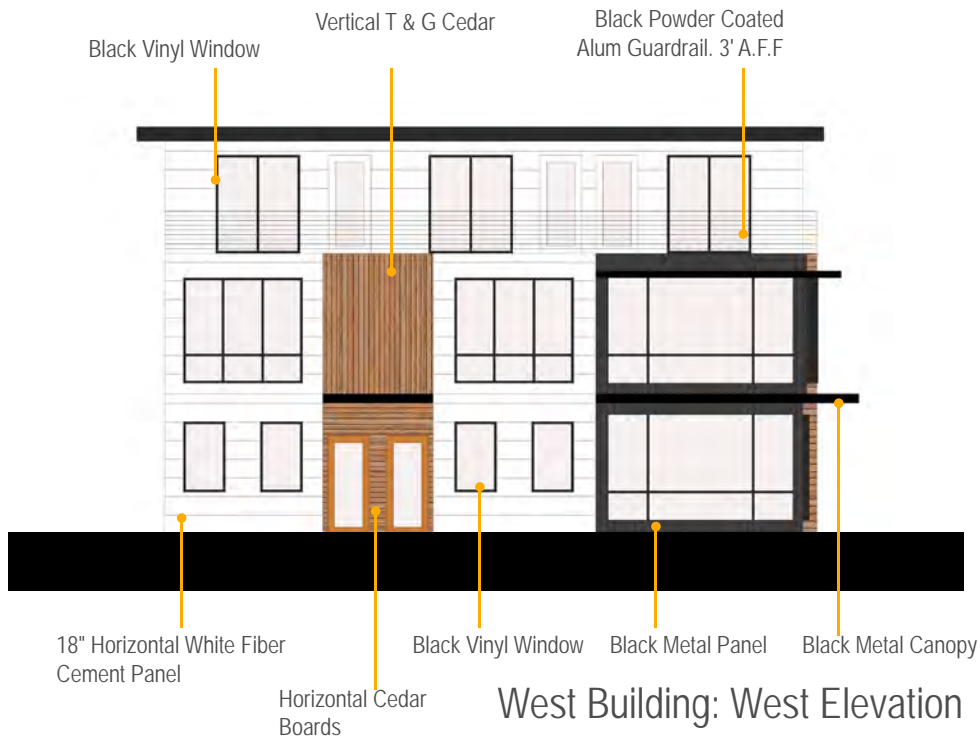 Black Vinyl Window
Vertical T & G Cedar
Black Powder Coated
Alum Guardrail. 3' A.F.F
18" Horizontal White Fiber
Cement Panel
Horizontal Cedar
Boards
Black Vinyl Window
Black Metal Panel
Black Metal Canopy
West Building: West Elevation